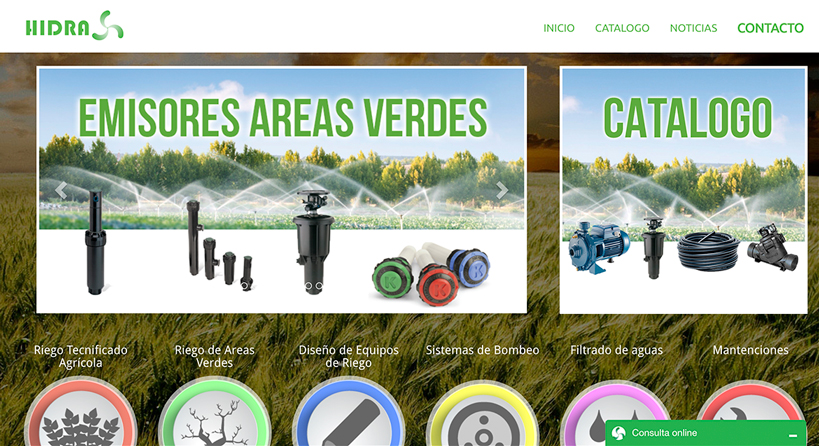 HIDRA
INICIO CATALOGO NOTICIAS CONTACTO
EMISORES AREAS VERDES
CATALOGO
K K K
Riego Tecnificado
Agrícola
Riego de Areas
Verdes
Diseño de Equipos
de Riego
Sistemas de Bombeo
Filtrado de aguas
Mantenciones
Consulta online